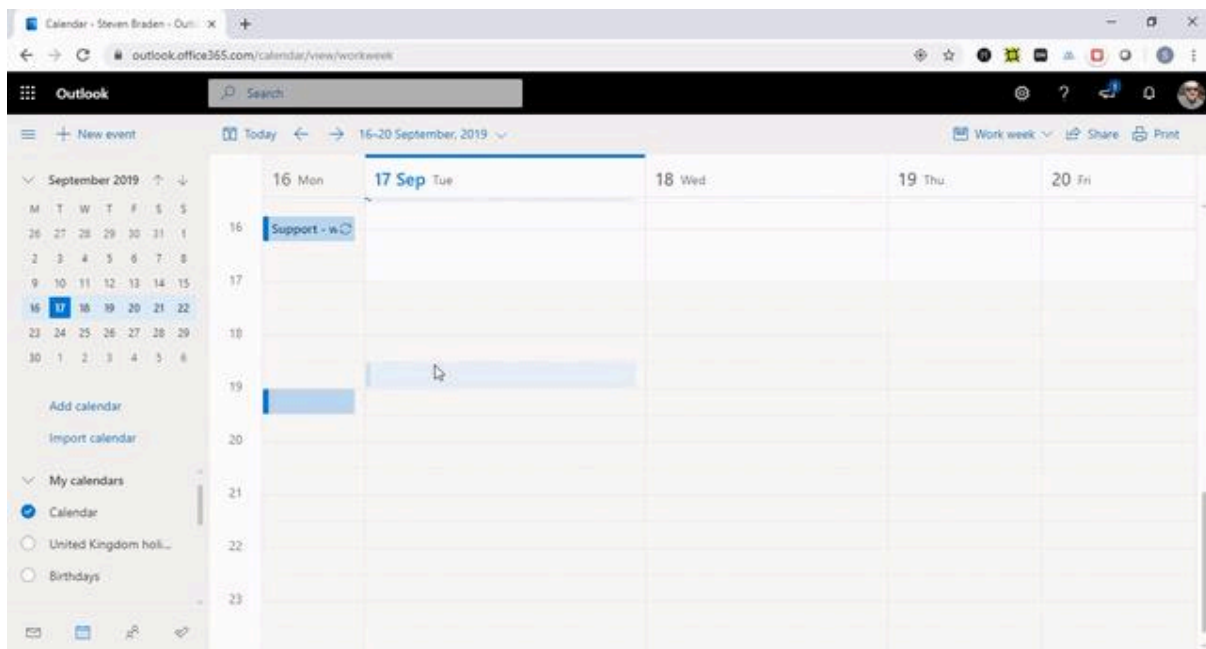 Calendar - Steven Braden - Outl
outlook.office365.com/calendar/view/workweek
Outlook
Search
New event
Today 16–20 September, 2019
Work week Share Print
September 2019
M T W T F S S
26 27 28 29 30 31 1
2 3 4 5 6 7 8
9 10 11 12 13 14 15
16 17 18 19 20 21 22
23 24 25 26 27 28 29
30 1 2 3 4 5 6
Add calendar
Import calendar
My calendars
Calendar
United Kingdom holi...
Birthdays
16 Mon 17 Sep Tue 18 Wed 19 Thu 20 Fri
16 Support - w
17
18
19
20
21
22
23